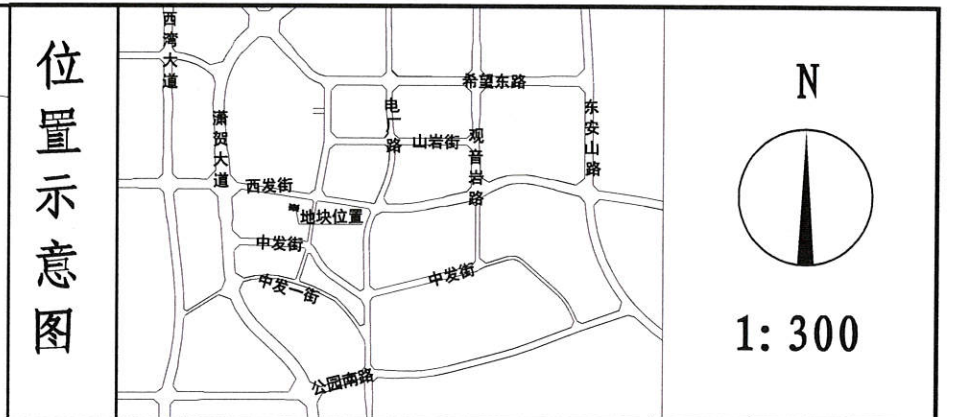 位置示意图
西湾大道
潇贺大道
电厂路
希望东路
山岩街
观音岩路
东安山路
西发街
地块位置
中发街
中发一街
中发街
公园南路
N
1: 300